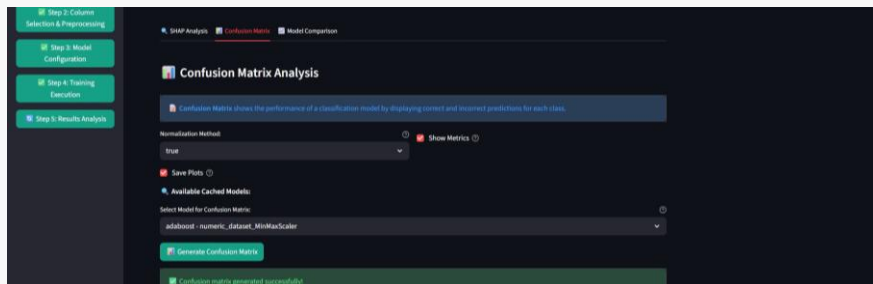 Step 2: Column
Selection & Preprocessing
Step 3: Model
Configuration
Step 4: Training
Execution
Step 5: Results Analysis
SHAP Analysis Confusion Matrix Model Comparison
Confusion Matrix Analysis
Confusion Matrix shows the performance of a classification model by displaying correct and incorrect predictions for each class.
Normalization Method:
Show Metrics
true
Save Plots
Available Cached Models:
Select Model for Confusion Matrix:
adaboost - numeric_dataset_MinMaxScaler
Generate Confusion Matrix
Confusion matrix generated successfully!